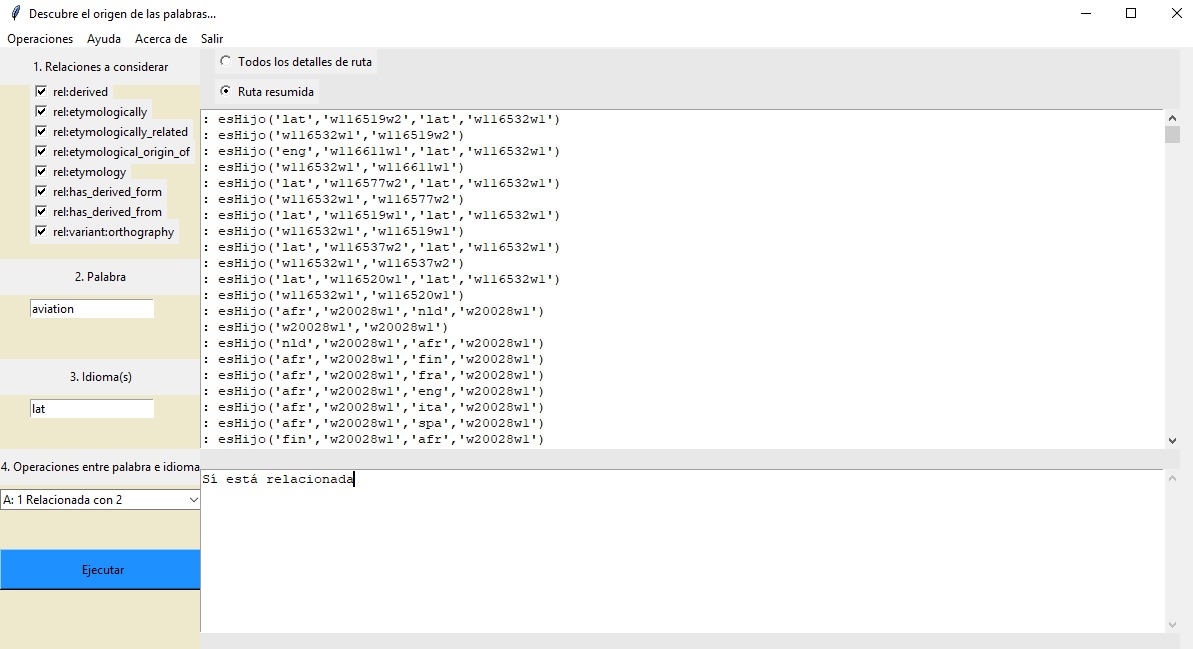 Descubre el origen de las palabras...
Operaciones Ayuda Acerca de Salir
1. Relaciones a considerar
rel:derived
rel:etymologically
rel:etymologically_related
rel:etymological_origin_of
rel:etymology
rel:has_derived_form
rel:has_derived_from
rel:variant:orthography
2. Palabra
aviation
3. Idioma(s)
lat
4. Operaciones entre palabra e idioma
A: 1 Relacionada con 2
Ejecutar
Todos los detalles de ruta
Ruta resumida
: esHijo('lat','w116519w2','lat','w116532w1')
: esHijo('w116532w1','w116519w2')
: esHijo('eng','w116611w1','lat','w116532w1')
: esHijo('w116532w1','w116611w1')
: esHijo('lat','w116577w2','lat','w116532w1')
: esHijo('w116532w1','w116577w2')
: esHijo('lat','w116519w1','lat','w116532w1')
: esHijo('w116532w1','w116519w1')
: esHijo('lat','w116537w2','lat','w116532w1')
: esHijo('w116532w1','w116537w2')
: esHijo('lat','w116520w1','lat','w116532w1')
: esHijo('w116532w1','w116520w1')
: esHijo('afr','w20028w1','nld','w20028w1')
: esHijo('w20028w1','w20028w1')
: esHijo('nld','w20028w1','afr','w20028w1')
: esHijo('afr','w20028w1','fin','w20028w1')
: esHijo('afr','w20028w1','fra','w20028w1')
: esHijo('afr','w20028w1','eng','w20028w1')
: esHijo('afr','w20028w1','ita','w20028w1')
: esHijo('afr','w20028w1','spa','w20028w1')
: esHijo('fin','w20028w1','afr','w20028w1')
Sí está relacionada